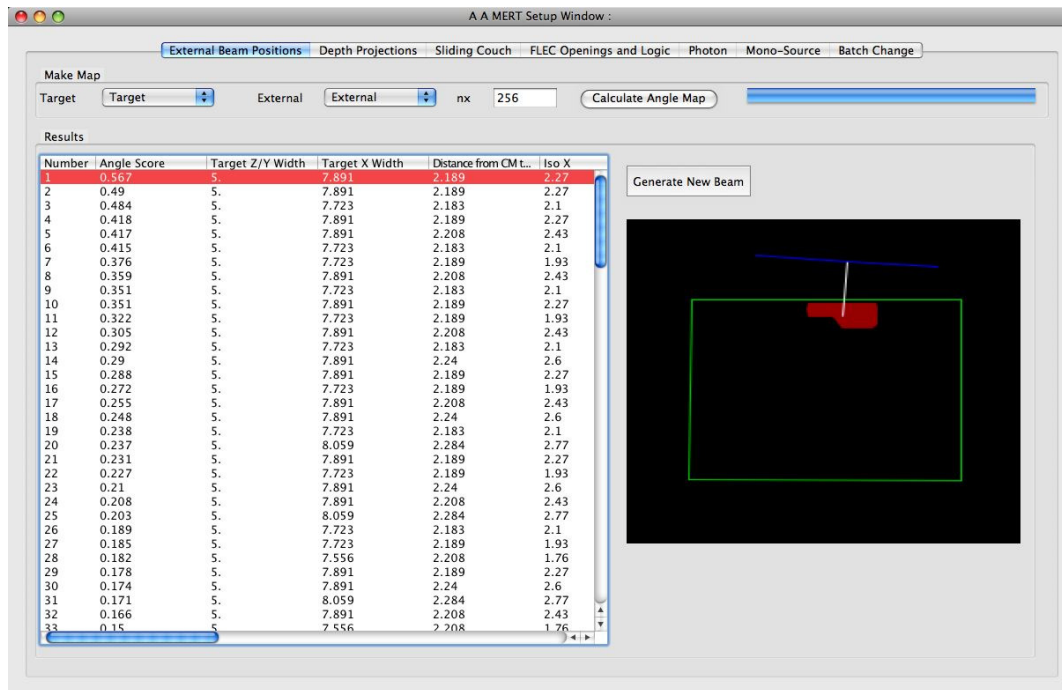 A A MERT Setup Window :
External Beam Positions Depth Projections Sliding Couch FLEC Openings and Logic Photon Mono-Source Batch Change
Make Map
Target Target External External nx 256 Calculate Angle Map
Results
Number Angle Score Target Z/Y Width Target X Width Distance from CM t... Iso X
Generate New Beam
1 0.567 5. 7.891 2.189 2.27
2 0.49 5. 7.891 2.189 2.27
3 0.484 5. 7.723 2.183 2.1
4 0.418 5. 7.891 2.189 2.27
5 0.417 5. 7.891 2.208 2.43
6 0.415 5. 7.723 2.183 2.1
7 0.376 5. 7.723 2.189 1.93
8 0.359 5. 7.891 2.208 2.43
9 0.351 5. 7.723 2.183 2.1
10 0.351 5. 7.891 2.189 2.27
11 0.322 5. 7.723 2.189 1.93
12 0.305 5. 7.891 2.208 2.43
13 0.292 5. 7.723 2.183 2.1
14 0.29 5. 7.891 2.24 2.6
15 0.288 5. 7.891 2.189 2.27
16 0.272 5. 7.723 2.189 1.93
17 0.255 5. 7.891 2.208 2.43
18 0.248 5. 7.891 2.24 2.6
19 0.238 5. 7.723 2.183 2.1
20 0.237 5. 8.059 2.284 2.77
21 0.231 5. 7.891 2.189 2.27
22 0.227 5. 7.723 2.189 1.93
23 0.21 5. 7.891 2.24 2.6
24 0.208 5. 7.891 2.208 2.43
25 0.203 5. 8.059 2.284 2.77
26 0.189 5. 7.723 2.183 2.1
27 0.185 5. 7.723 2.189 1.93
28 0.182 5. 7.556 2.208 1.76
29 0.178 5. 7.891 2.189 2.27
30 0.174 5. 7.891 2.24 2.6
31 0.171 5. 8.059 2.284 2.77
32 0.166 5. 7.891 2.208 2.43
33 0.15 5. 7.556 2.208 1.76